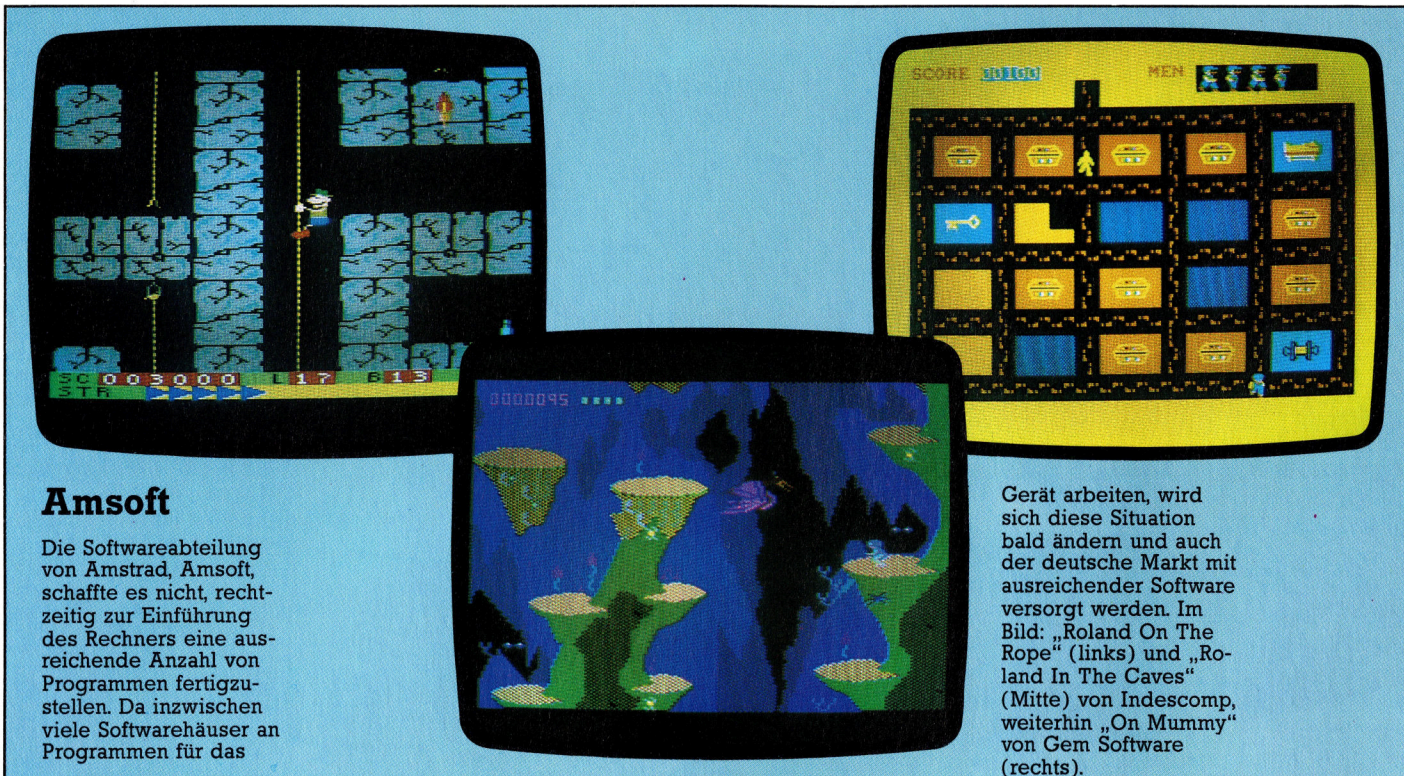 SC 003000 L 17 B 13
STR
SCORE
MEN
0000095
Amsoft
Die Softwareabteilung
von Amstrad, Amsoft,
schaffte es nicht, recht-
zeitig zur Einführung
des Rechners eine aus-
reichende Anzahl von
Programmen fertigzu-
stellen. Da inzwischen
viele Softwarehäuser an
Programmen für das
Gerät arbeiten, wird
sich diese Situation
bald ändern und auch
der deutsche Markt mit
ausreichender Software
versorgt werden. Im
Bild: „Roland On The
Rope“ (links) und „Ro-
land In The Caves“
(Mitte) von Indescomp,
weiterhin „On Mummy“
von Gem Software
(rechts).